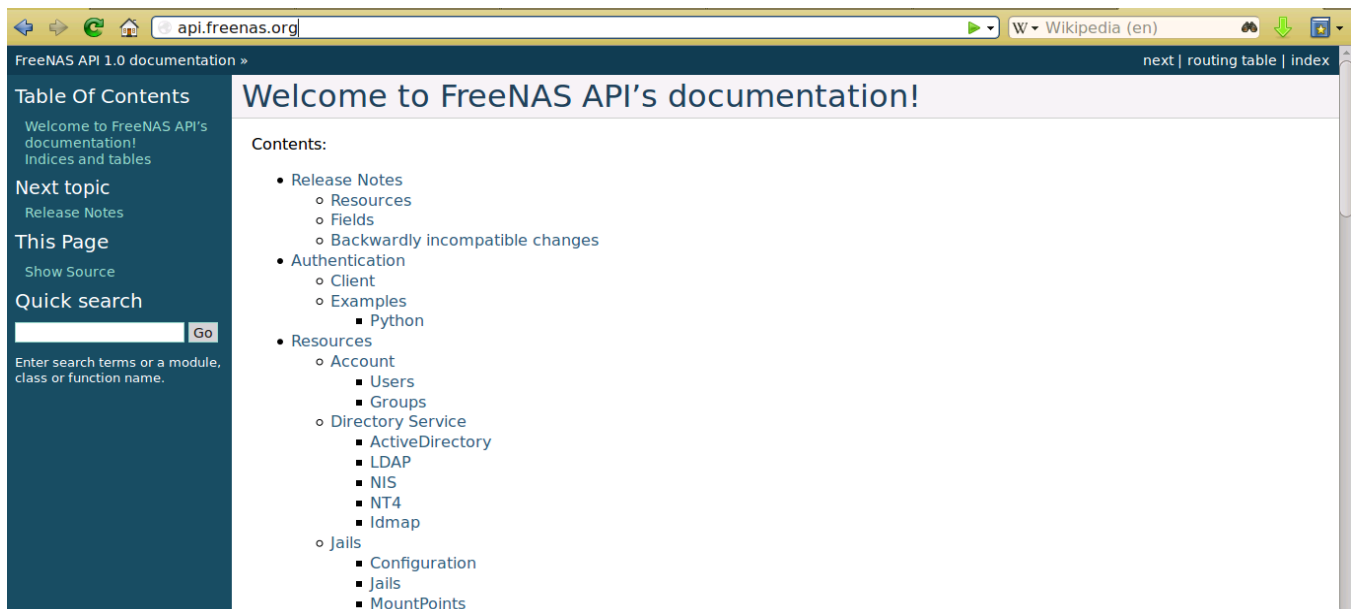 api.freenas.org
W Wikipedia (en)
FreeNAS API 1.0 documentation »
next | routing table | index
Table Of Contents
Welcome to FreeNAS API’s
documentation!
Indices and tables
Next topic
Release Notes
This Page
Show Source
Quick search
Go
Enter search terms or a module,
class or function name.
Welcome to FreeNAS API’s documentation!
Contents:
Release Notes
Resources
Fields
Backwardly incompatible changes
Authentication
Client
Examples
Python
Resources
Account
Users
Groups
Directory Service
ActiveDirectory
LDAP
NIS
NT4
Idmap
Jails
Configuration
Jails
MountPoints